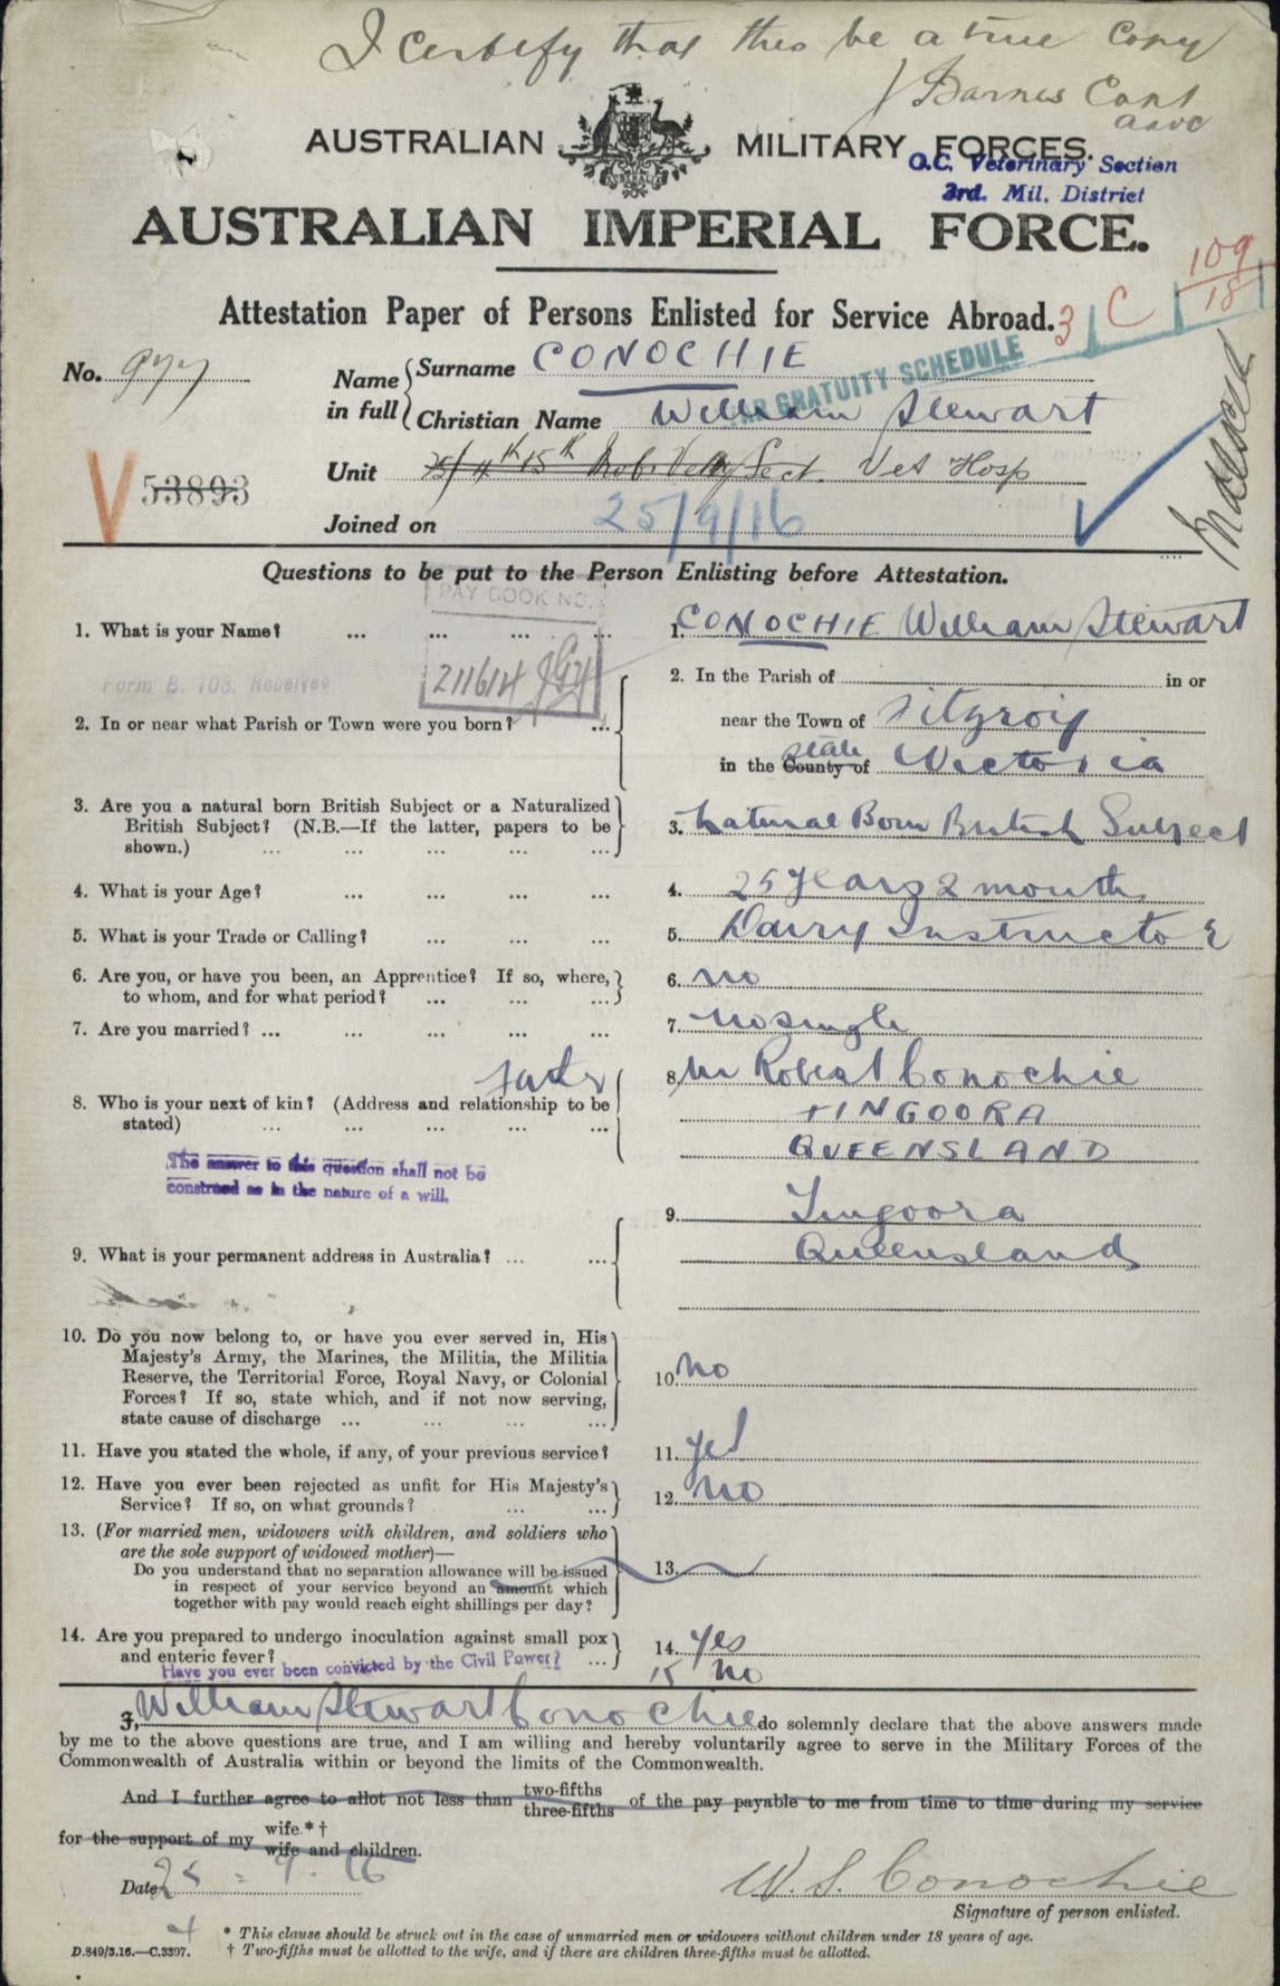 I certify that this be a true Copy
J Barnes Capt
aavc
AUSTRALIAN MILITARY FORCES.
O.C. Veterinary Section
3rd. Mil. District
AUSTRALIAN IMPERIAL FORCE.
109
18
Attestation Paper of Persons Enlisted for Service Abroad.
3 C
GRATUITY SCHEDULE
No. 977
Name in full { Surname CONOCHIE
Christian Name William Stewart
Unit 15th Mob. Vety Sect. Vet Hosp
V 53893
Joined on 25/9/16
Questions to be put to the Person Enlisting before Attestation.
PAY BOOK NO.
1. What is your Name? ... ... ... ... 1. CONOCHIE William Stewart
Form B. 103. Received
2. In or near what Parish or Town were you born? ... 2. In the Parish of in or
near the Town of Fitzroy
state
in the County of Victoria
3. Are you a natural born British Subject or a Naturalized British Subject? (N.B.—If the latter, papers to be shown.) ... ... ... ... ... 3. Natural Born British Subject
4. What is your Age? ... ... ... ... 4. 25 years 2 months
5. What is your Trade or Calling? ... ... ... 5. Dairy Instructor
6. Are you, or have you been, an Apprentice? If so, where, to whom, and for what period? ... ... ... 6. no
7. Are you married? ... ... ... ... ... 7. no single
8. Who is your next of kin? (Address and relationship to be stated) ... ... ... ... ... 8. Mr Robert Conochie
TINGOORA
QUEENSLAND
The answer to this question shall not be
construed as in the nature of a will.
9. What is your permanent address in Australia? ... ... 9. Tingoora
Queensland
10. Do you now belong to, or have you ever served in, His
Majesty's Army, the Marines, the Militia, the Militia
Reserve, the Territorial Force, Royal Navy, or Colonial
Forces? If so, state which, and if not now serving,
state cause of discharge ... ... ... ... 10. no
11. Have you stated the whole, if any, of your previous service? 11. yes
12. Have you ever been rejected as unfit for His Majesty's
Service? If so, on what grounds? ... ... 12. no
13. (For married men, widowers with children, and soldiers who
are the sole support of widowed mother)—
Do you understand that no separation allowance will be issued
in respect of your service beyond an amount which
together with pay would reach eight shillings per day? 13.
14. Are you prepared to undergo inoculation against small pox
and enteric fever? ... 14. yes
Have you ever been convicted by the Civil Power? 15 no
I, William Stewart Conochie do solemnly declare that the above answers made
by me to the above questions are true, and I am willing and hereby voluntarily agree to serve in the Military Forces of the
Commonwealth of Australia within or beyond the limits of the Commonwealth.
And I further agree to allot not less than two-fifths three-fifths of the pay payable to me from time to time during my service
for the support of my wife * † wife and children.
Date 25 . 9 . 16
W. S. Conochie
Signature of person enlisted.
* This clause should be struck out in the case of unmarried men or widowers without children under 18 years of age.
D.849/3.16.—C.3397. † Two-fifths must be allotted to the wife, and if there are children three-fifths must be allotted.